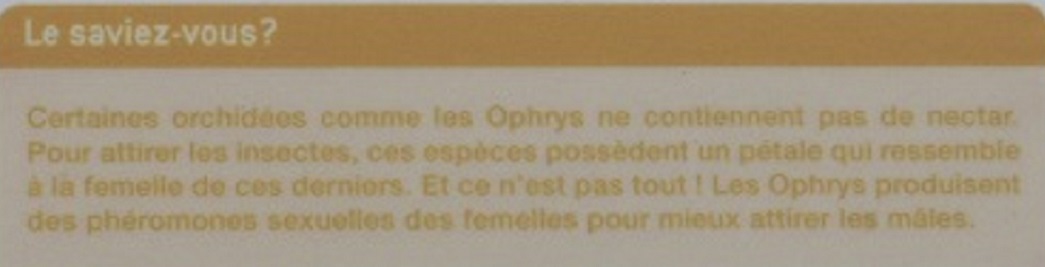 Le saviez-vous?
Certaines orchidées comme les Ophrys ne contiennent pas de nectar.
Pour attirer les insectes, ces espèces possèdent un pétale qui ressemble
à la femelle de ces derniers. Et ce n'est pas tout ! Les Ophrys produisent
des phéromones sexuelles des femelles pour mieux attirer les mâles.